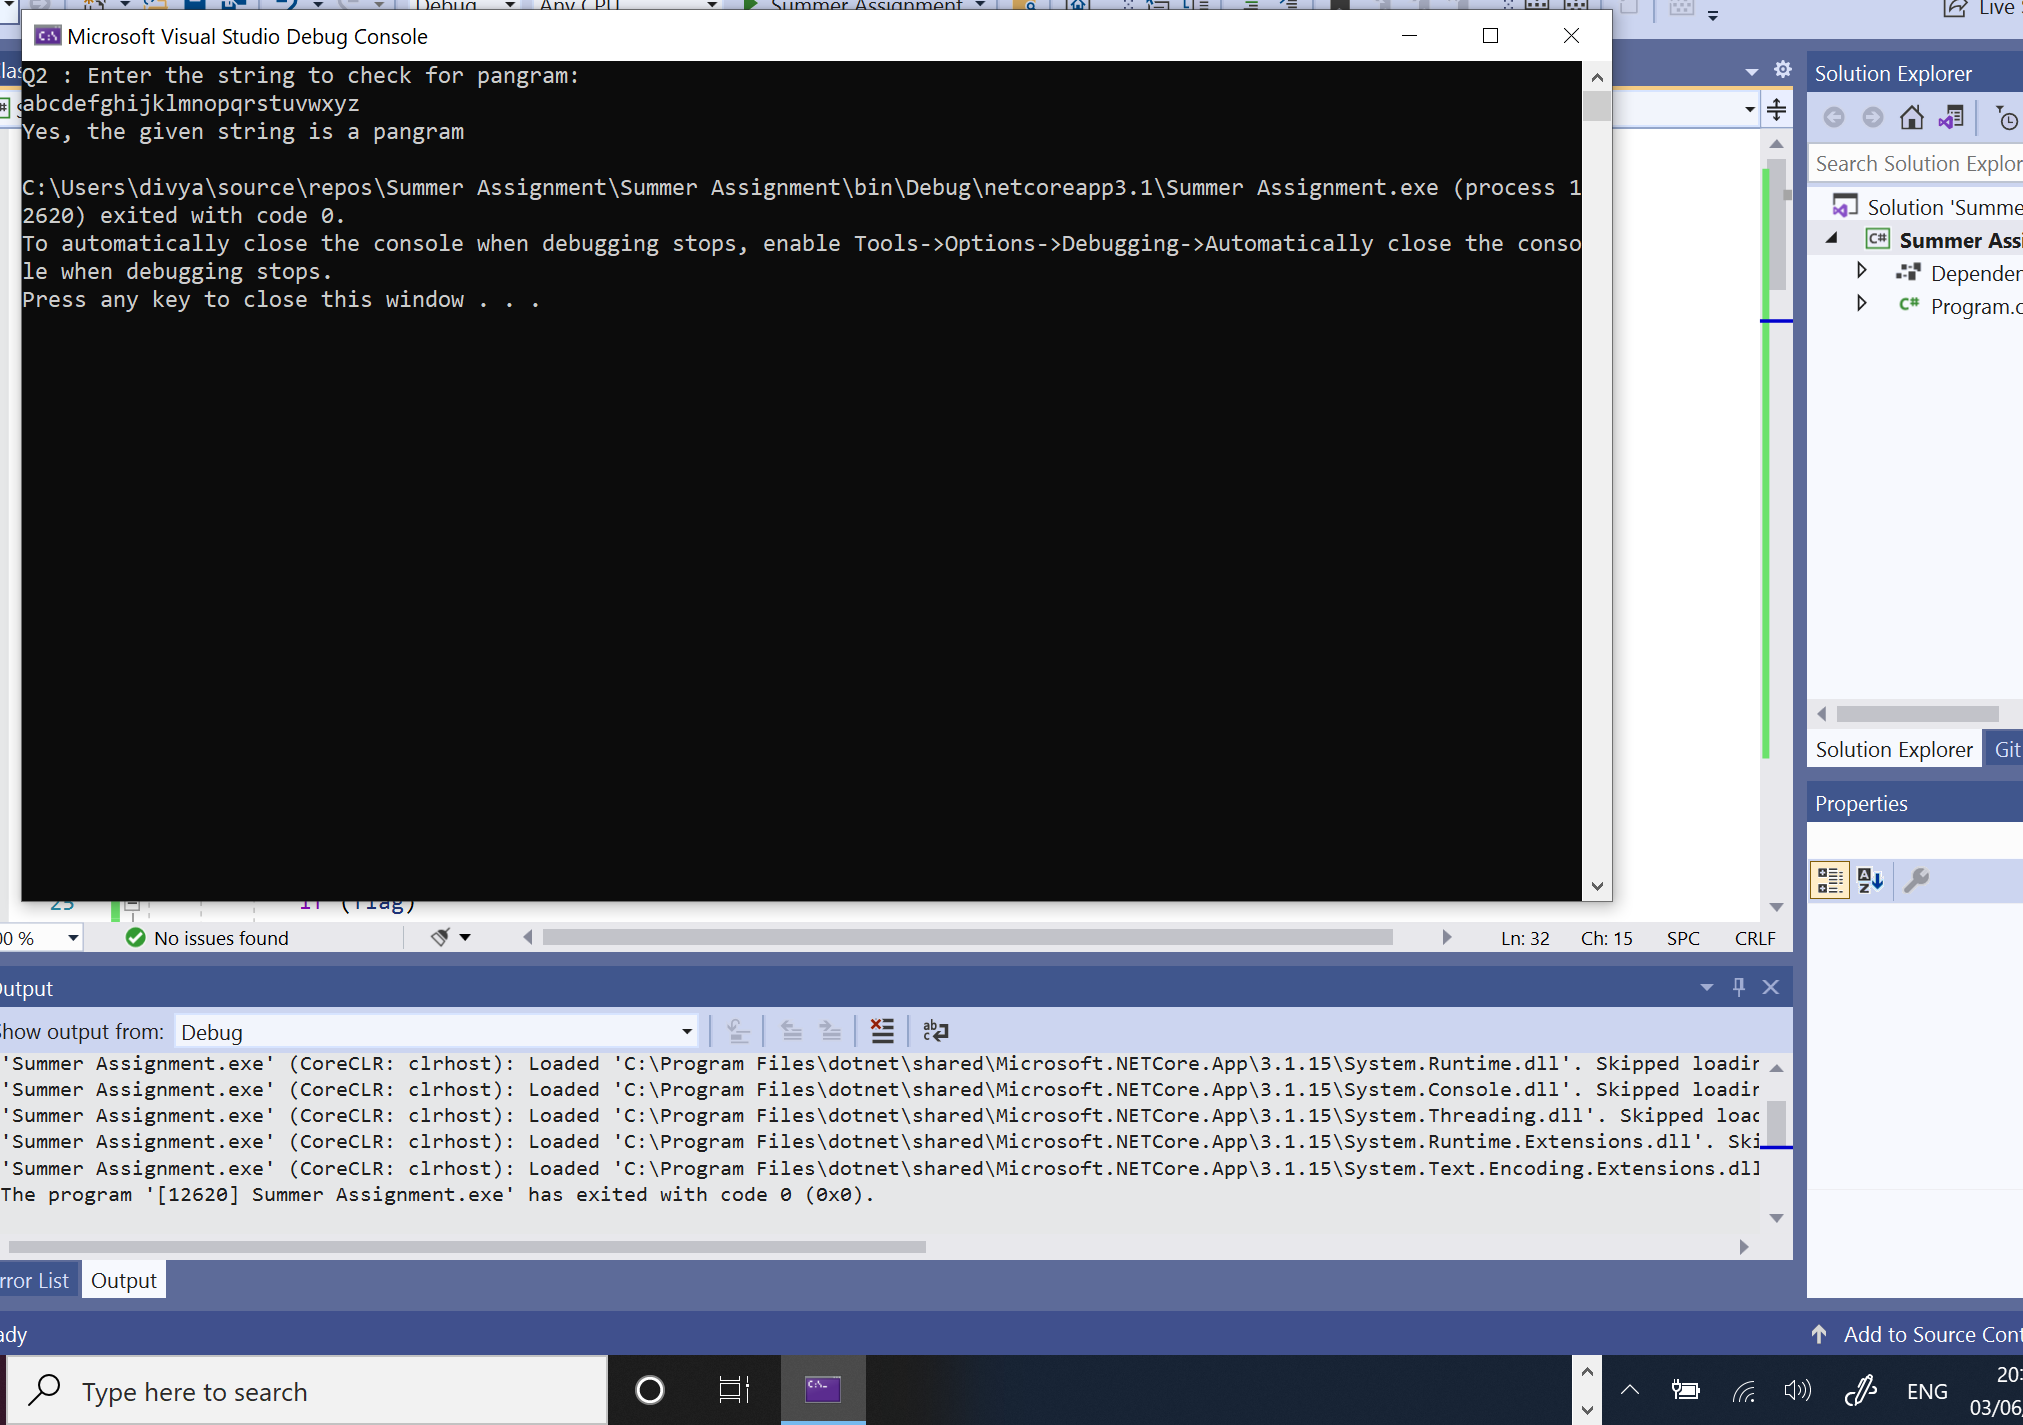 Debug
Any CPU
Summer Assignment
Live
Microsoft Visual Studio Debug Console
Q2 : Enter the string to check for pangram:
abcdefghijklmnopqrstuvwxyz
Yes, the given string is a pangram
C:\Users\divya\source\repos\Summer Assignment\Summer Assignment\bin\Debug\netcoreapp3.1\Summer Assignment.exe (process 1
2620) exited with code 0.
To automatically close the console when debugging stops, enable Tools->Options->Debugging->Automatically close the conso
le when debugging stops.
Press any key to close this window . . .
Solution Explorer
Search Solution Explor
Solution 'Summe
Summer Assi
Dependen
Program.c
Solution Explorer
Git
Properties
25 if (flag)
00 %
No issues found
Ln: 32
Ch: 15
SPC
CRLF
Output
Show output from:
Debug
'Summer Assignment.exe' (CoreCLR: clrhost): Loaded 'C:\Program Files\dotnet\shared\Microsoft.NETCore.App\3.1.15\System.Runtime.dll'. Skipped loadin
'Summer Assignment.exe' (CoreCLR: clrhost): Loaded 'C:\Program Files\dotnet\shared\Microsoft.NETCore.App\3.1.15\System.Console.dll'. Skipped loadin
'Summer Assignment.exe' (CoreCLR: clrhost): Loaded 'C:\Program Files\dotnet\shared\Microsoft.NETCore.App\3.1.15\System.Threading.dll'. Skipped load
'Summer Assignment.exe' (CoreCLR: clrhost): Loaded 'C:\Program Files\dotnet\shared\Microsoft.NETCore.App\3.1.15\System.Runtime.Extensions.dll'. Ski
'Summer Assignment.exe' (CoreCLR: clrhost): Loaded 'C:\Program Files\dotnet\shared\Microsoft.NETCore.App\3.1.15\System.Text.Encoding.Extensions.dll
The program '[12620] Summer Assignment.exe' has exited with code 0 (0x0).
rror List
Output
ady
Add to Source Cont
Type here to search
ENG
20:
03/06